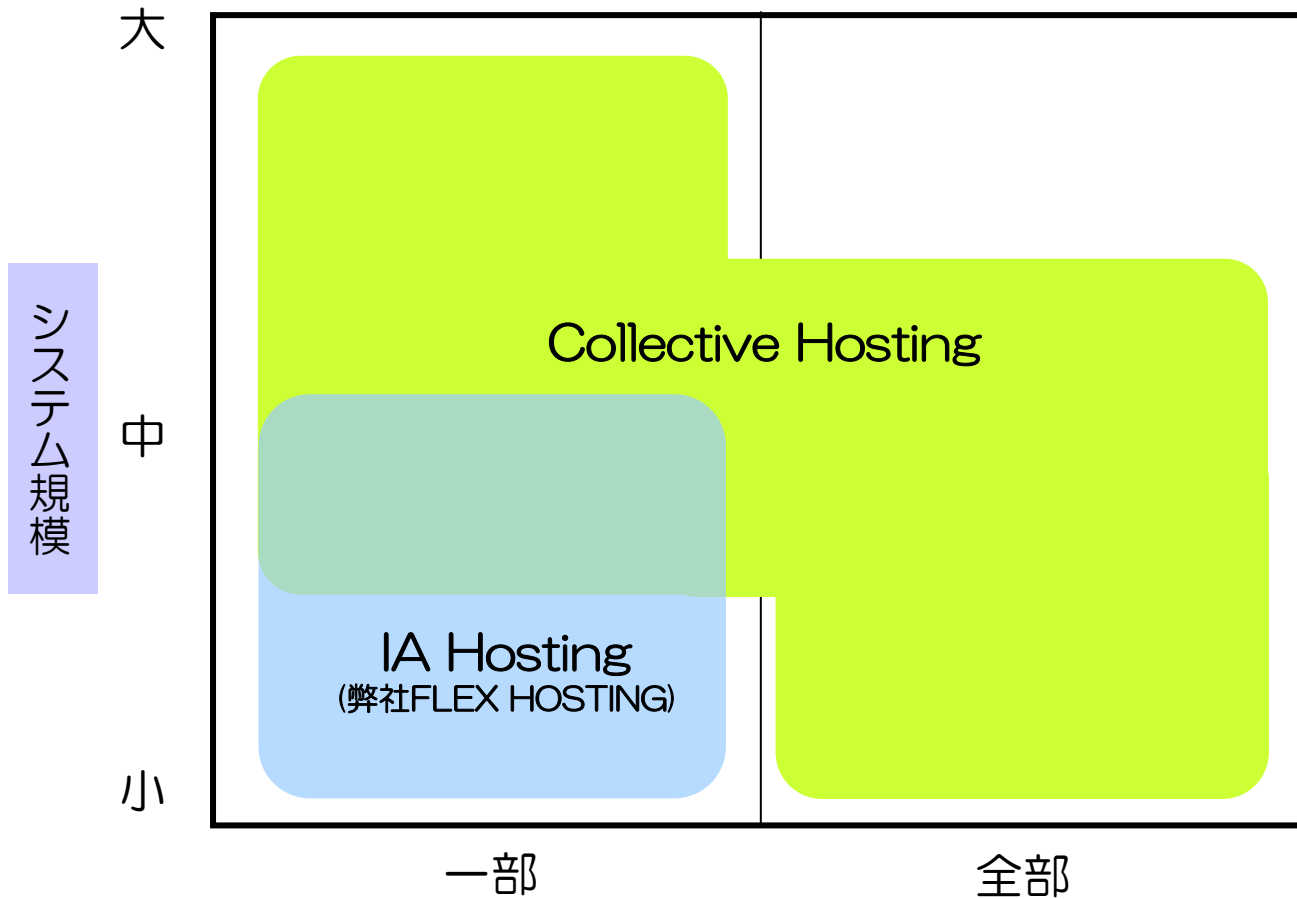 大
Collective Hosting
システム規模
中
IA Hosting
(弊社FLEX HOSTING)
小
一部
全部